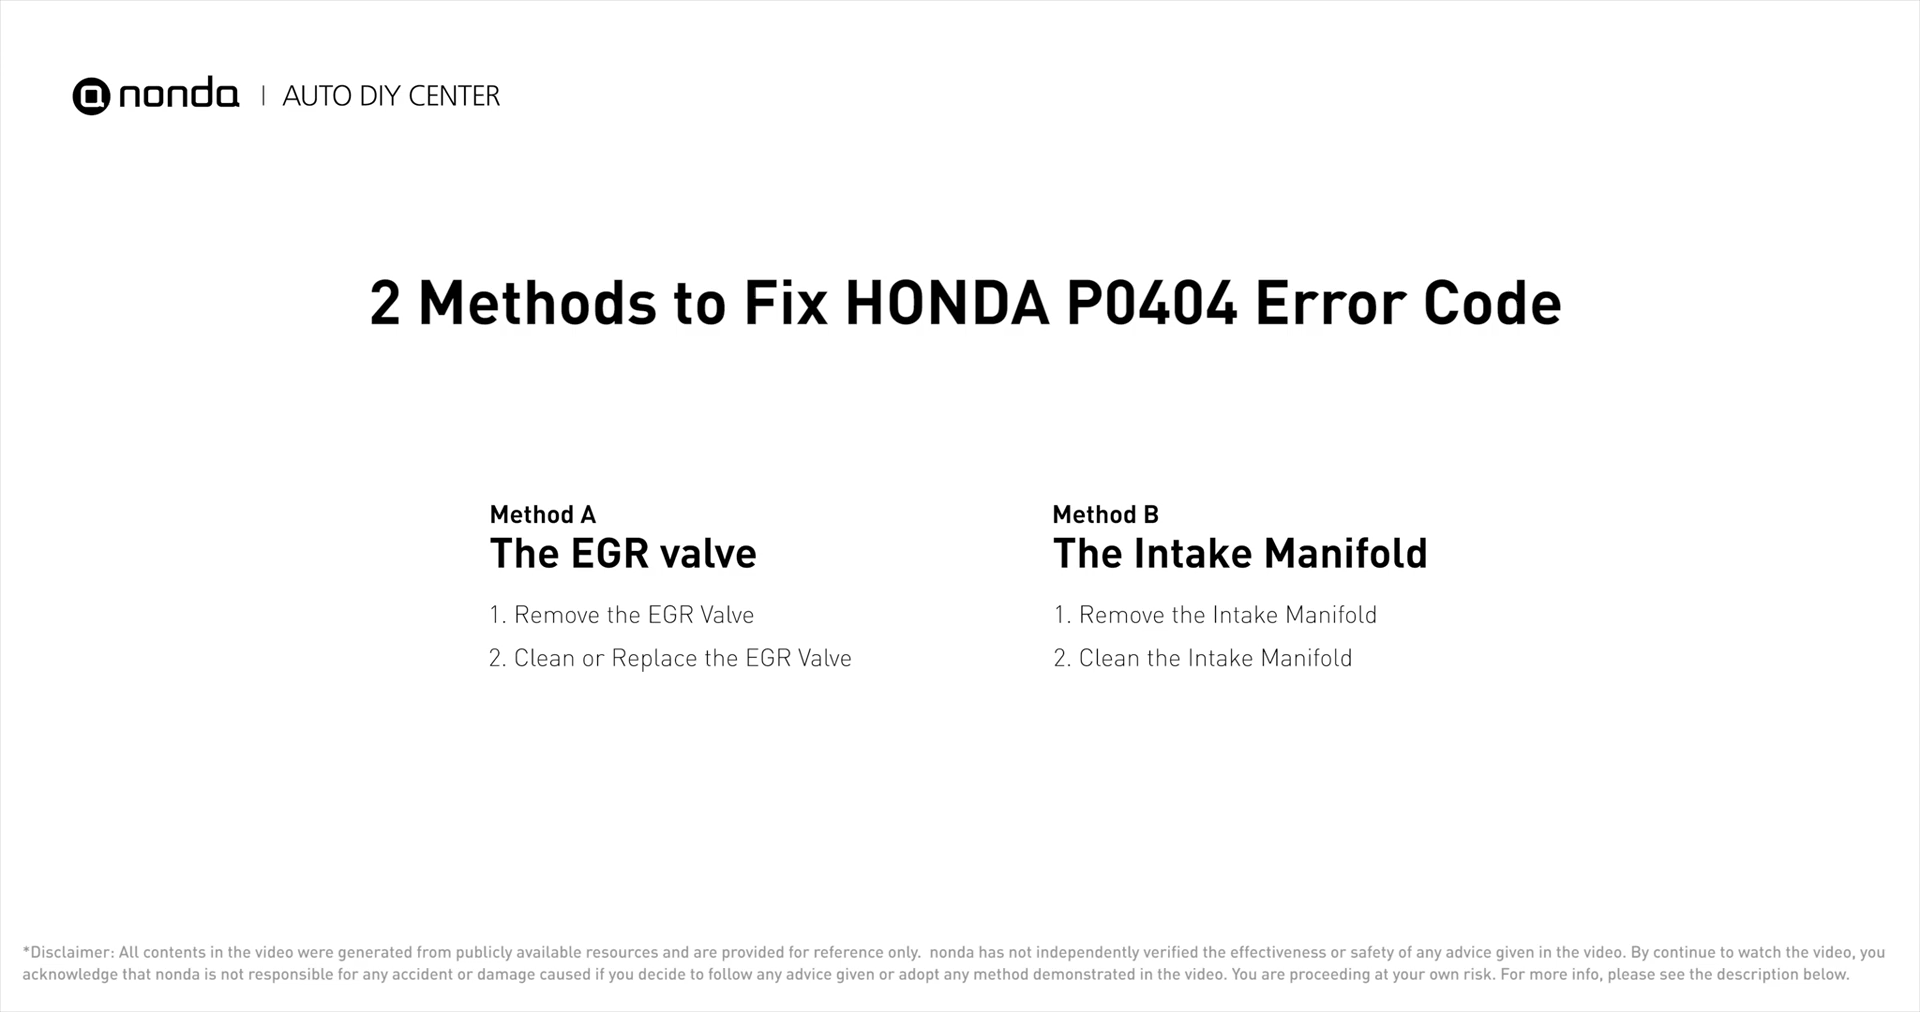 nonda | AUTO DIY CENTER
2 Methods to Fix HONDA P0404 Error Code
Method A
The EGR valve
1. Remove the EGR Valve
2. Clean or Replace the EGR Valve
Method B
The Intake Manifold
1. Remove the Intake Manifold
2. Clean the Intake Manifold
*Disclaimer: All contents in the video were generated from publicly available resources and are provided for reference only.  nonda has not independently verified the effectiveness or safety of any advice given in the video. By continue to watch the video, you
acknowledge that nonda is not responsible for any accident or damage caused if you decide to follow any advice given or adopt any method demonstrated in the video. You are proceeding at your own risk. For more info, please see the description below.